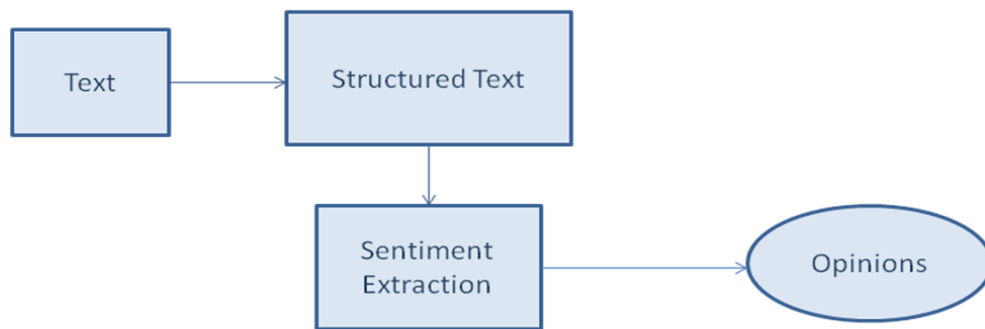 Text
Structured Text
Sentiment
Extraction
Opinions